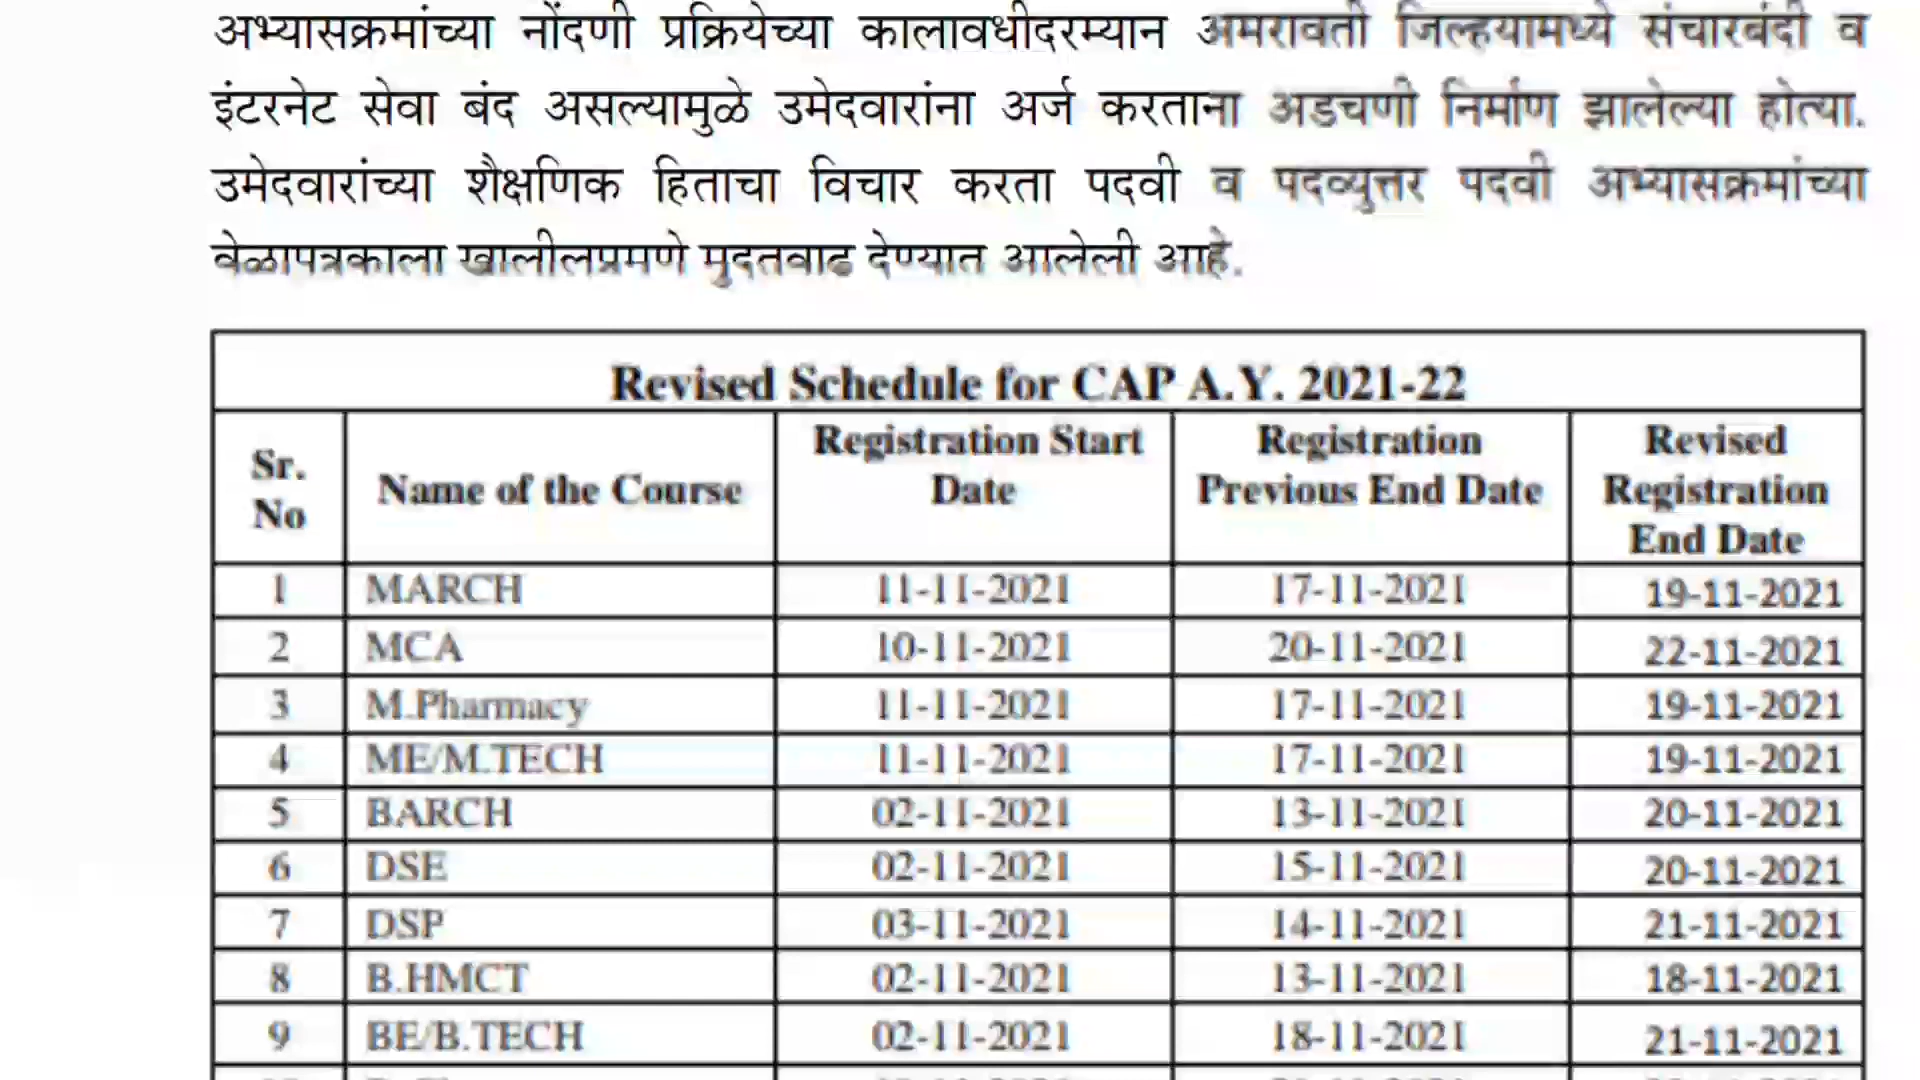 अभ्यासक्रमांच्या नोंदणी प्रक्रियेच्या कालावधीदरम्यान अमरावती जिल्हयामध्ये संचारबंदी व
इंटरनेट सेवा बंद असल्यामुळे उमेदवारांना अर्ज करताना अडचणी निर्माण झालेल्या होत्या.
उमेदवारांच्या शैक्षणिक हिताचा विचार करता पदवी व पदव्युत्तर पदवी अभ्यासक्रमांच्या
वेळापत्रकाला खालीलप्रमणे मुदतवाढ देण्यात आलेली आहे.
Revised Schedule for CAP A.Y. 2021-22
Sr. No Name of the Course Registration Start Date Registration Previous End Date Revised Registration End Date
1 MARCH 11-11-2021 17-11-2021 19-11-2021
2 MCA 10-11-2021 20-11-2021 22-11-2021
3 M.Pharmacy 11-11-2021 17-11-2021 19-11-2021
4 ME/M.TECH 11-11-2021 17-11-2021 19-11-2021
5 BARCH 02-11-2021 13-11-2021 20-11-2021
6 DSE 02-11-2021 15-11-2021 20-11-2021
7 DSP 03-11-2021 14-11-2021 21-11-2021
8 B.HMCT 02-11-2021 13-11-2021 18-11-2021
9 BE/B.TECH 02-11-2021 18-11-2021 21-11-2021